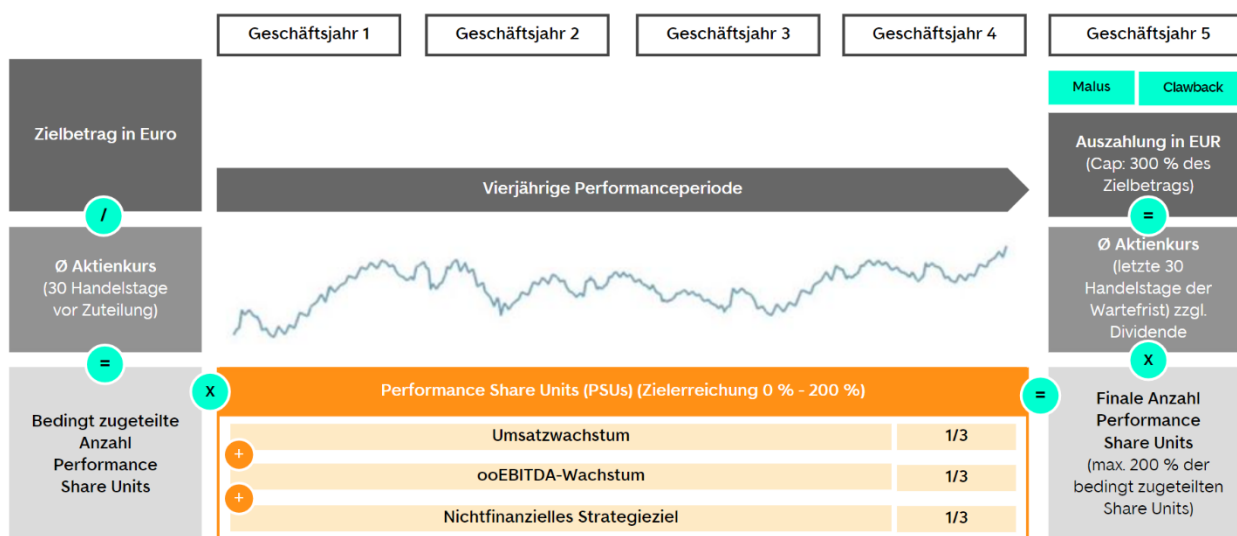 Geschäftsjahr 1
Geschäftsjahr 2
Geschäftsjahr 3
Geschäftsjahr 4
Geschäftsjahr 5
Malus
Clawback
Zielbetrag in Euro
/
Ø Aktienkurs
(30 Handelstage
vor Zuteilung)
=
Bedingt zugeteilte
Anzahl
Performance
Share Units
X
Vierjährige Performanceperiode
Performance Share Units (PSUs) (Zielerreichung 0 % - 200 %)
Umsatzwachstum
1/3
+
ooEBITDA-Wachstum
1/3
+
Nichtfinanzielles Strategieziel
1/3
=
Auszahlung in EUR
(Cap: 300 % des
Zielbetrags)
=
Ø Aktienkurs
(letzte 30
Handelstage der
Wartefrist) zzgl.
Dividende
X
Finale Anzahl
Performance
Share Units
(max. 200 % der
bedingt zugeteilten
Share Units)